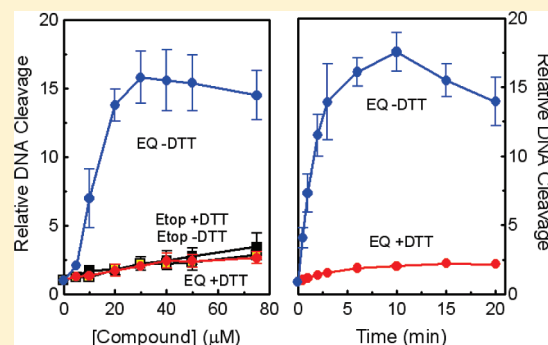 20
15
10
5
0
Relative DNA Cleavage
EQ -DTT
Etop +DTT
Etop -DTT
EQ +DTT
0 20 40 60 80
[Compound] (µM)
EQ -DTT
EQ +DTT
0 5 10 15 20
Time (min)
20
15
10
5
0
Relative DNA Cleavage